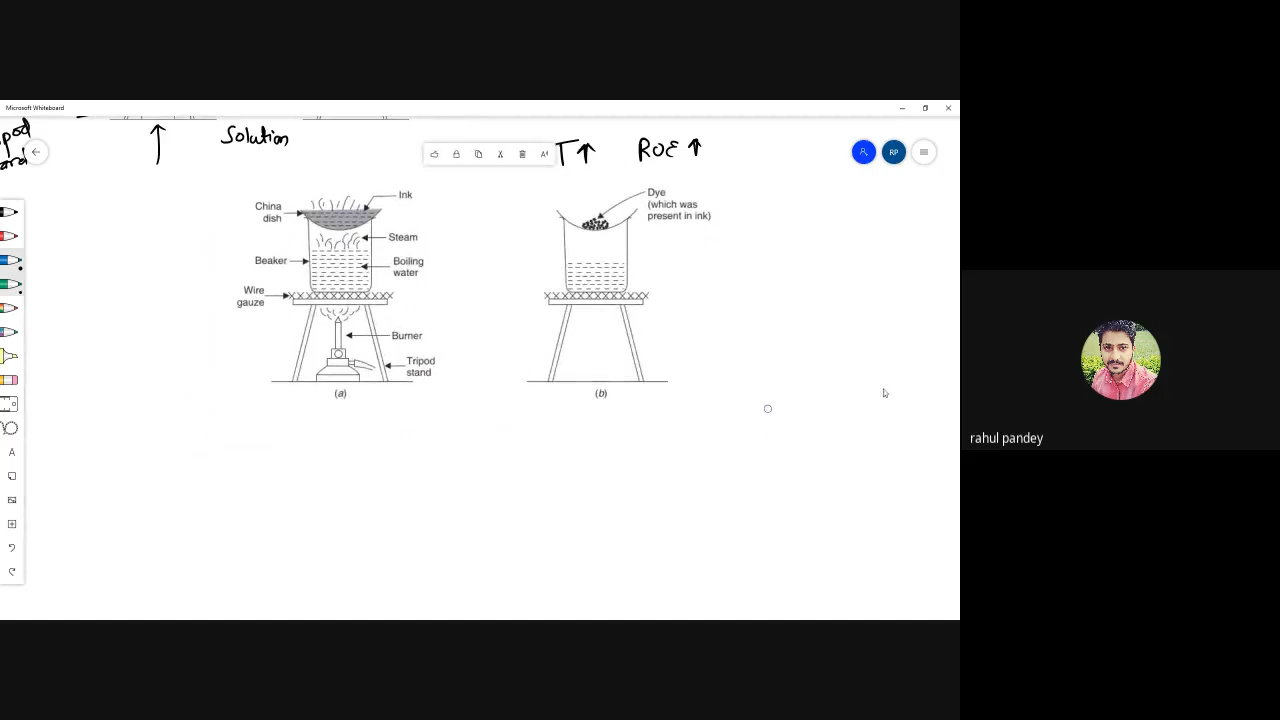 Microsoft Whiteboard
Solution
T↑ ROE ↑
RP
Ink
China
dish
Steam
Beaker
Boiling
water
Wire
gauze
Burner
Tripod
stand
(a)
Dye
(which was
present in ink)
(b)
A
rahul pandey